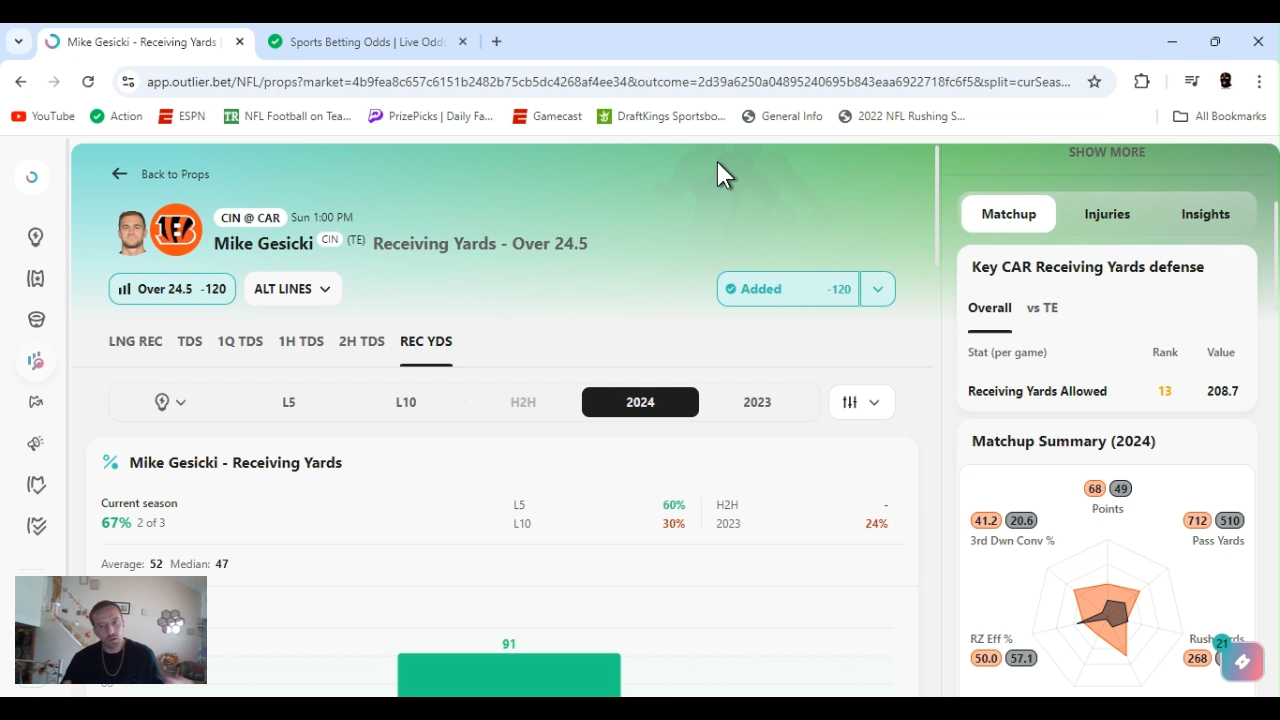 Mike Gesicki - Receiving Yards
Sports Betting Odds | Live Odd
app.outlier.bet/NFL/props?market=4b9fea8c657c6151b2482b75cb5dc4268af4ee34&outcome=2d39a6250a04895240695b843eaa6922718fc6f5&split=curSeas...
YouTube
Action
ESPN
NFL Football on Tea...
PrizePicks | Daily Fa...
Gamecast
DraftKings Sportsbo...
General Info
2022 NFL Rushing S...
All Bookmarks
Back to Props
CIN @ CAR Sun 1:00 PM
Mike Gesicki CIN (TE) Receiving Yards - Over 24.5
Over 24.5 -120
ALT LINES
Added -120
LNG REC TDS 1Q TDS 1H TDS 2H TDS REC YDS
L5 L10 H2H 2024 2023
Mike Gesicki - Receiving Yards
Current season
67% 2 of 3
L5 60% H2H -
L10 30% 2023 24%
Average: 52 Median: 47
91
SHOW MORE
Matchup Injuries Insights
Key CAR Receiving Yards defense
Overall vs TE
Stat (per game) Rank Value
Receiving Yards Allowed 13 208.7
Matchup Summary (2024)
68 49
Points
41.2 20.6
3rd Dwn Conv %
712 510
Pass Yards
RZ Eff %
50.0 57.1
268
21